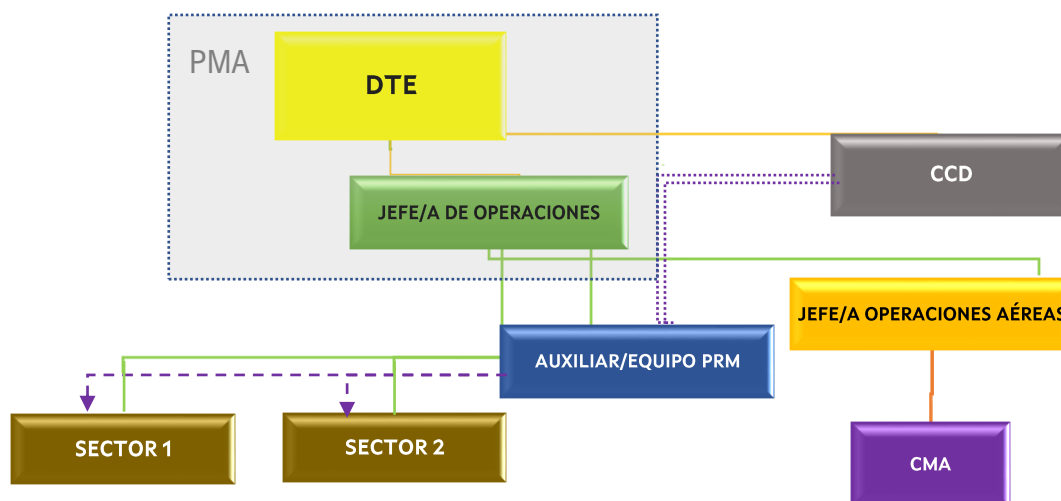 PMA
DTE
CCD
JEFE/A DE OPERACIONES
JEFE/A OPERACIONES AÉREAS
AUXILIAR/EQUIPO PRM
SECTOR 1
SECTOR 2
CMA